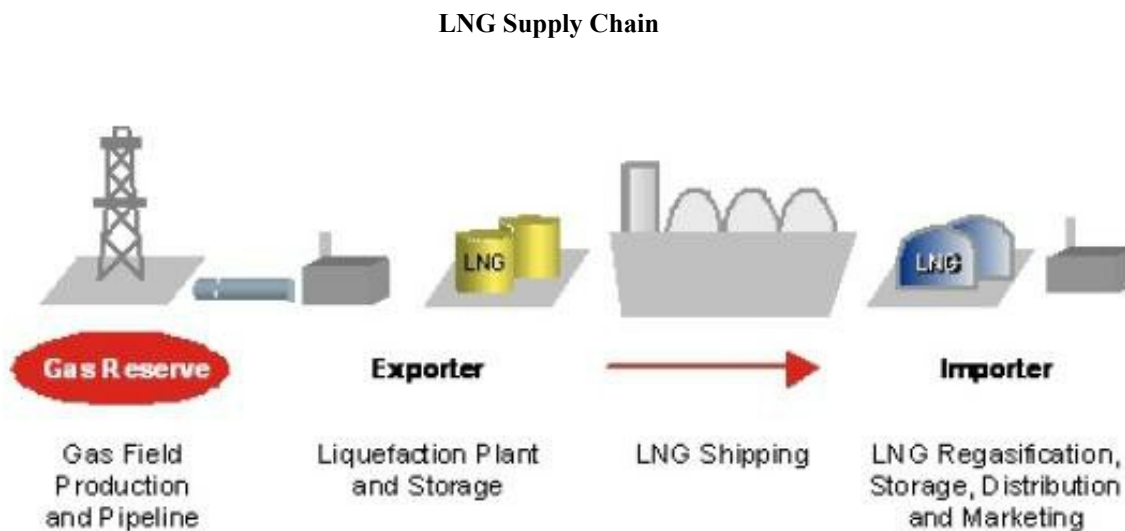 LNG Supply Chain
LNG
LNG
Gas Reserve
Exporter
Importer
Gas Field
Production
and Pipeline
Liquefaction Plant
and Storage
LNG Shipping
LNG Regasification,
Storage, Distribution
and Marketing